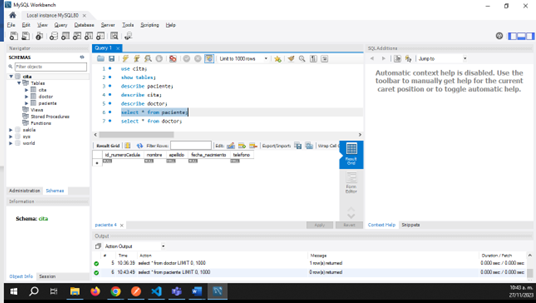 MySQL Workbench
Local instance MySQL80
File Edit View Query Database Server Tools Scripting Help
Navigator
SCHEMAS
Filter objects
cita
Tables
cita
doctor
paciente
Views
Stored Procedures
Functions
sakila
sys
world
Administration Schemas
Information
Schema: cita
Object Info Session
Query 1
Limit to 1000 rows
1 use cita;
2 show tables;
3 describe paciente;
4 describe cita;
5 describe doctor;
6 select * from paciente;
7 select * from doctor;
100%
Result Grid Filter Rows: Edit: Export/Import: Wrap Cell
id_numeroCedula nombre apellido fecha_nacimiento telefono
NULL NULL NULL NULL NULL
Result Grid
Form Editor
paciente 4
Apply Revert
SQL Additions
Jump to
Automatic context help is disabled. Use the
toolbar to manually get help for the current
caret position or to toggle automatic help.
Context Help Snippets
Output
Action Output
# Time Action Message Duration / Fetch
5 10:36:39 select * from doctor LIMIT 0, 1000 1 row(s) returned 0.000 sec / 0.000 sec
6 10:43:49 select * from paciente LIMIT 0, 1000 0 row(s) returned 0.000 sec / 0.000 sec
10:43 a. m.
27/11/2023